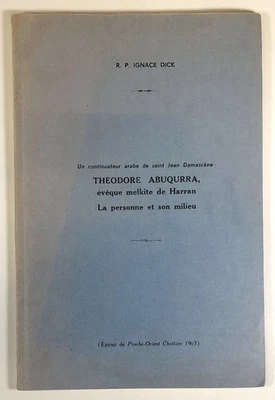 R. P. IGNACE DICK
Un continuateur arabe de saint Jean Damascène:
THEODORE ABUQURRA,
évêque melkite de Harran
La personne et son milieu
(Extrait de Proche-Orient Chrétien 1963)